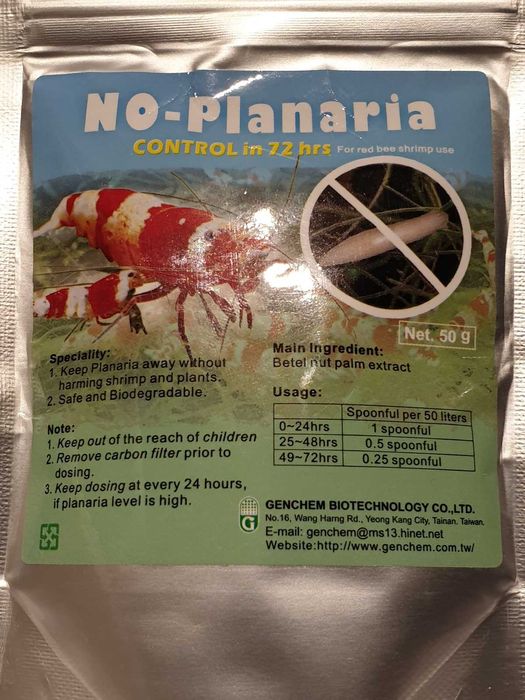 NO-Planaria
CONTROL in 72 hrs For red bee shrimp use
Net. 50 g
Speciality:
1. Keep Planaria away without
harming shrimp and plants.
2. Safe and Biodegradable.
Note:
1. Keep out of the reach of children
2. Remove carbon filter prior to
dosing.
3. Keep dosing at every 24 hours,
if planaria level is high.
Main Ingredient:
Betel nut palm extract
Usage:
Spoonful per 50 liters
0~24hrs 1 spoonful
25~48hrs 0.5 spoonful
49~72hrs 0.25 spoonful
GENCHEM BIOTECHNOLOGY CO.,LTD.
No.16, Wang Harng Rd., Yeong Kang City, Tainan. Taiwan.
E-mail: genchem@ms13.hinet.net
Website:http://www.genchem.com.tw/